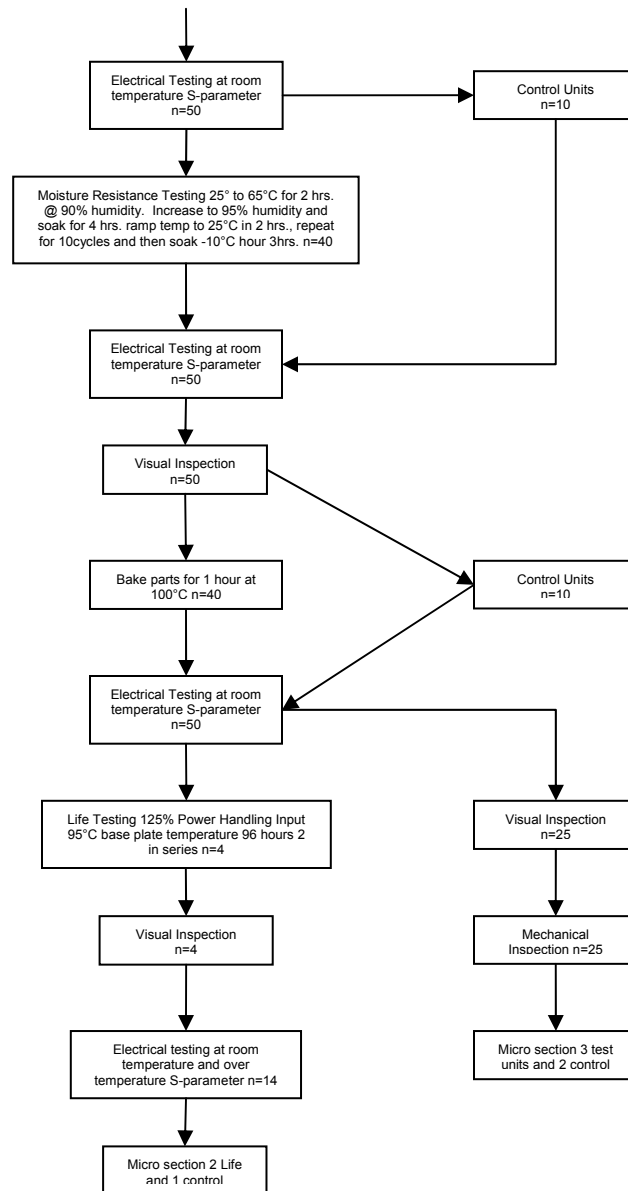 Electrical Testing at room
temperature S-parameter
n=50
Control Units
n=10
Moisture Resistance Testing 25° to 65°C for 2 hrs.
@ 90% humidity.  Increase to 95% humidity and
soak for 4 hrs. ramp temp to 25°C in 2 hrs., repeat
for 10cycles and then soak -10°C hour 3hrs. n=40
Electrical Testing at room
temperature S-parameter
n=50
Visual Inspection
n=50
Bake parts for 1 hour at
100°C n=40
Control Units
n=10
Electrical Testing at room
temperature S-parameter
n=50
Life Testing 125% Power Handling Input
95°C base plate temperature 96 hours 2
in series n=4
Visual Inspection
n=25
Visual Inspection
n=4
Mechanical
Inspection n=25
Electrical testing at room
temperature and over
temperature S-parameter n=14
Micro section 3 test
units and 2 control
Micro section 2 Life
and 1 control